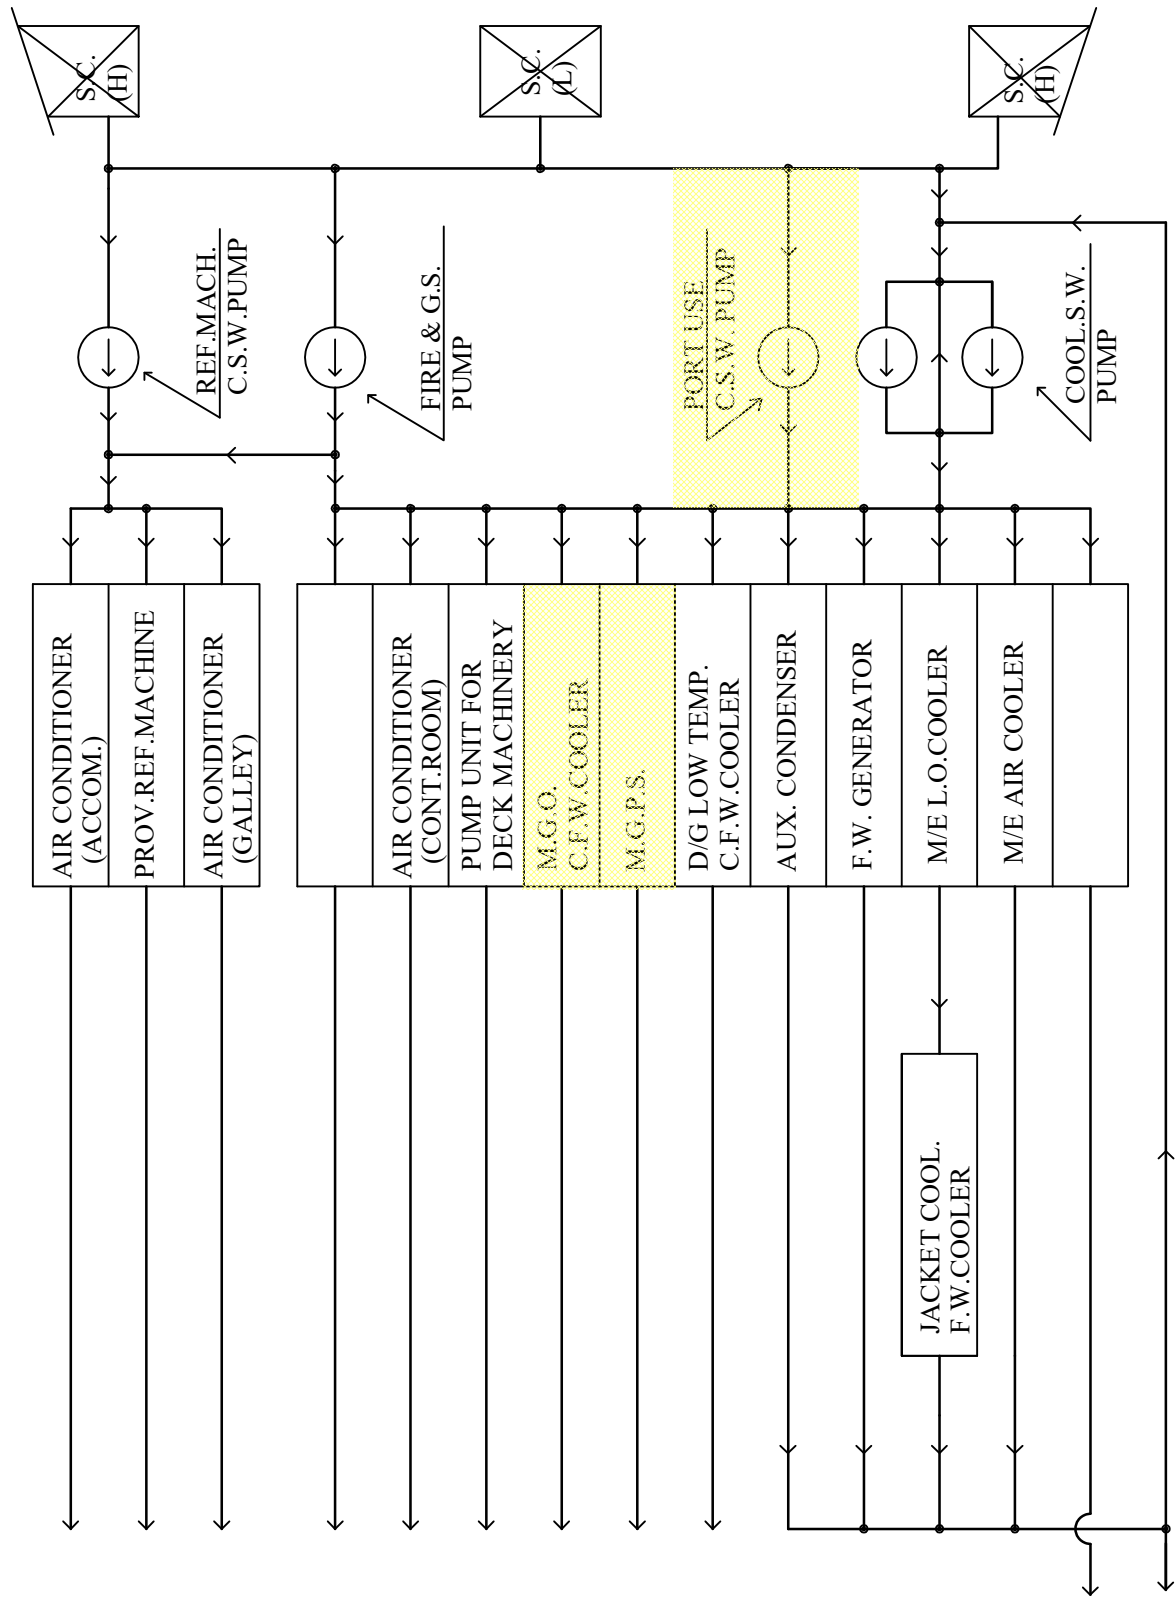 S.C.
(H)
S.C.
(L)
S.C.
(H)
REF.MACH.
C.S.W.PUMP
FIRE & G.S.
PUMP
PORT USE
C.S.W. PUMP
COOL.S.W.
PUMP
AIR CONDITIONER
(ACCOM.)
PROV.REF.MACHINE
AIR CONDITIONER
(GALLEY)
AIR CONDITIONER
(CONT.ROOM)
PUMP UNIT FOR
DECK MACHINERY
M.G.O.
C.F.W COOLER
M.G.P.S.
D/G LOW TEMP.
C.F.W.COOLER
AUX. CONDENSER
F.W. GENERATOR
M/E L.O.COOLER
M/E AIR COOLER
JACKET COOL.
F.W.COOLER